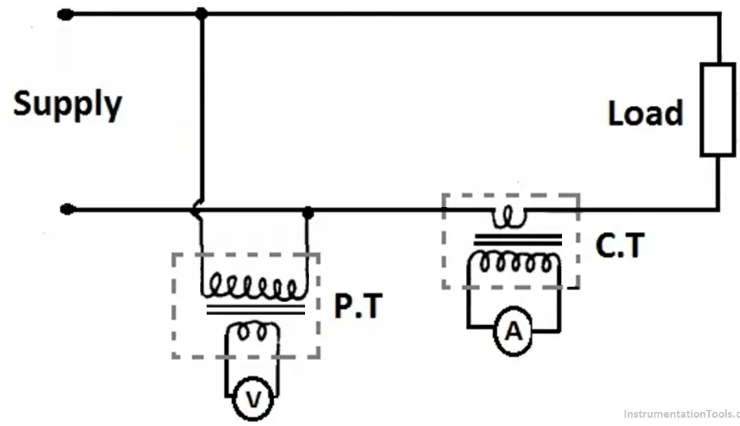 Supply
Load
C.T
P.T
A
V
InstrumentationTools.c